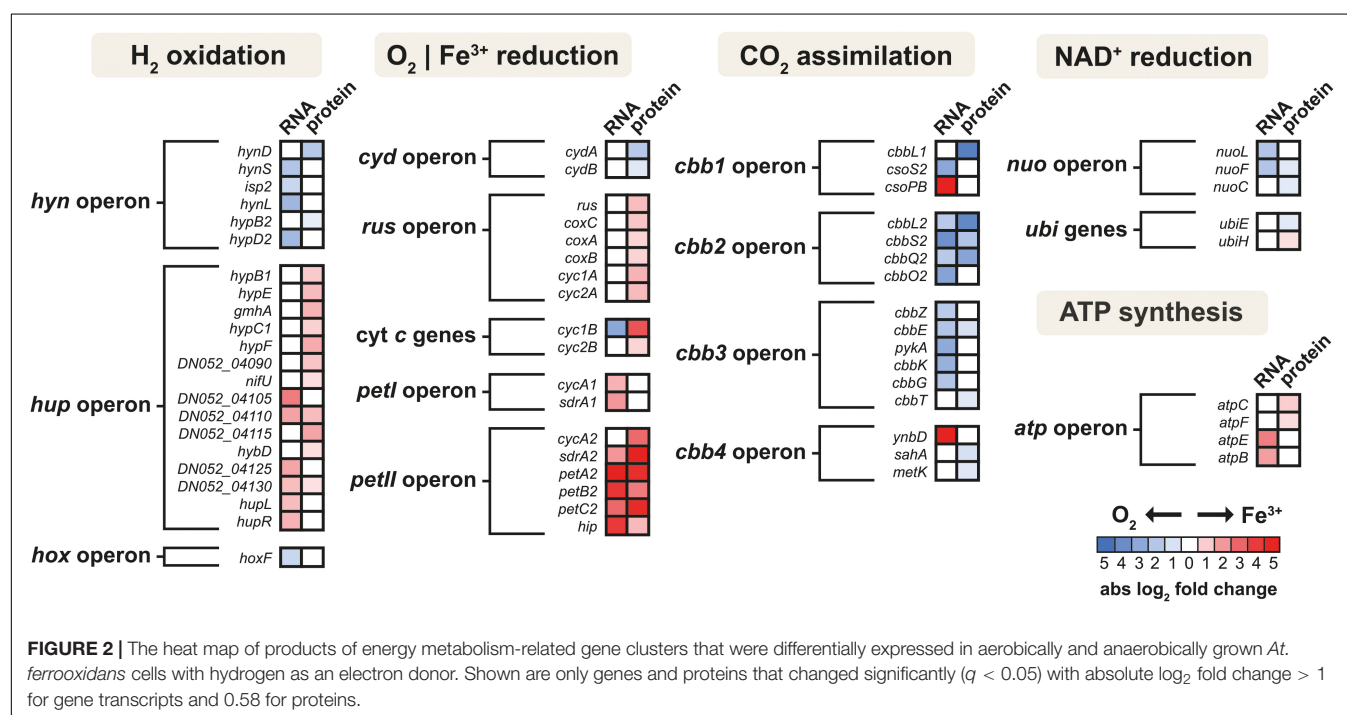 H₂ oxidation
RNA
protein
hyn operon
hynD
hynS
isp2
hynL
hypB2
hypD2
hup operon
hypB1
hypE
gmhA
hypC1
hypF
DN052_04090
nifU
DN052_04105
DN052_04110
DN052_04115
hybD
DN052_04125
DN052_04130
hupL
hupR
hox operon
hoxF
O₂ | Fe³⁺ reduction
RNA
protein
cyd operon
cydA
cydB
rus operon
rus
coxC
coxA
coxB
cyc1A
cyc2A
cyt c genes
cyc1B
cyc2B
petI operon
cycA1
sdrA1
petII operon
cycA2
sdrA2
petA2
petB2
petC2
hip
CO₂ assimilation
RNA
protein
cbb1 operon
cbbL1
csoS2
csoPB
cbb2 operon
cbbL2
cbbS2
cbbQ2
cbbO2
cbb3 operon
cbbZ
cbbE
pykA
cbbK
cbbG
cbbT
cbb4 operon
ynbD
sahA
metK
NAD⁺ reduction
RNA
protein
nuo operon
nuoL
nuoF
nuoC
ubi genes
ubiE
ubiH
ATP synthesis
RNA
protein
atp operon
atpC
atpF
atpE
atpB
O₂ ← → Fe³⁺
5 4 3 2 1 0 1 2 3 4 5
abs log₂ fold change
FIGURE 2 | The heat map of products of energy metabolism-related gene clusters that were differentially expressed in aerobically and anaerobically grown At.
ferrooxidans cells with hydrogen as an electron donor. Shown are only genes and proteins that changed significantly (q < 0.05) with absolute log₂ fold change > 1
for gene transcripts and 0.58 for proteins.